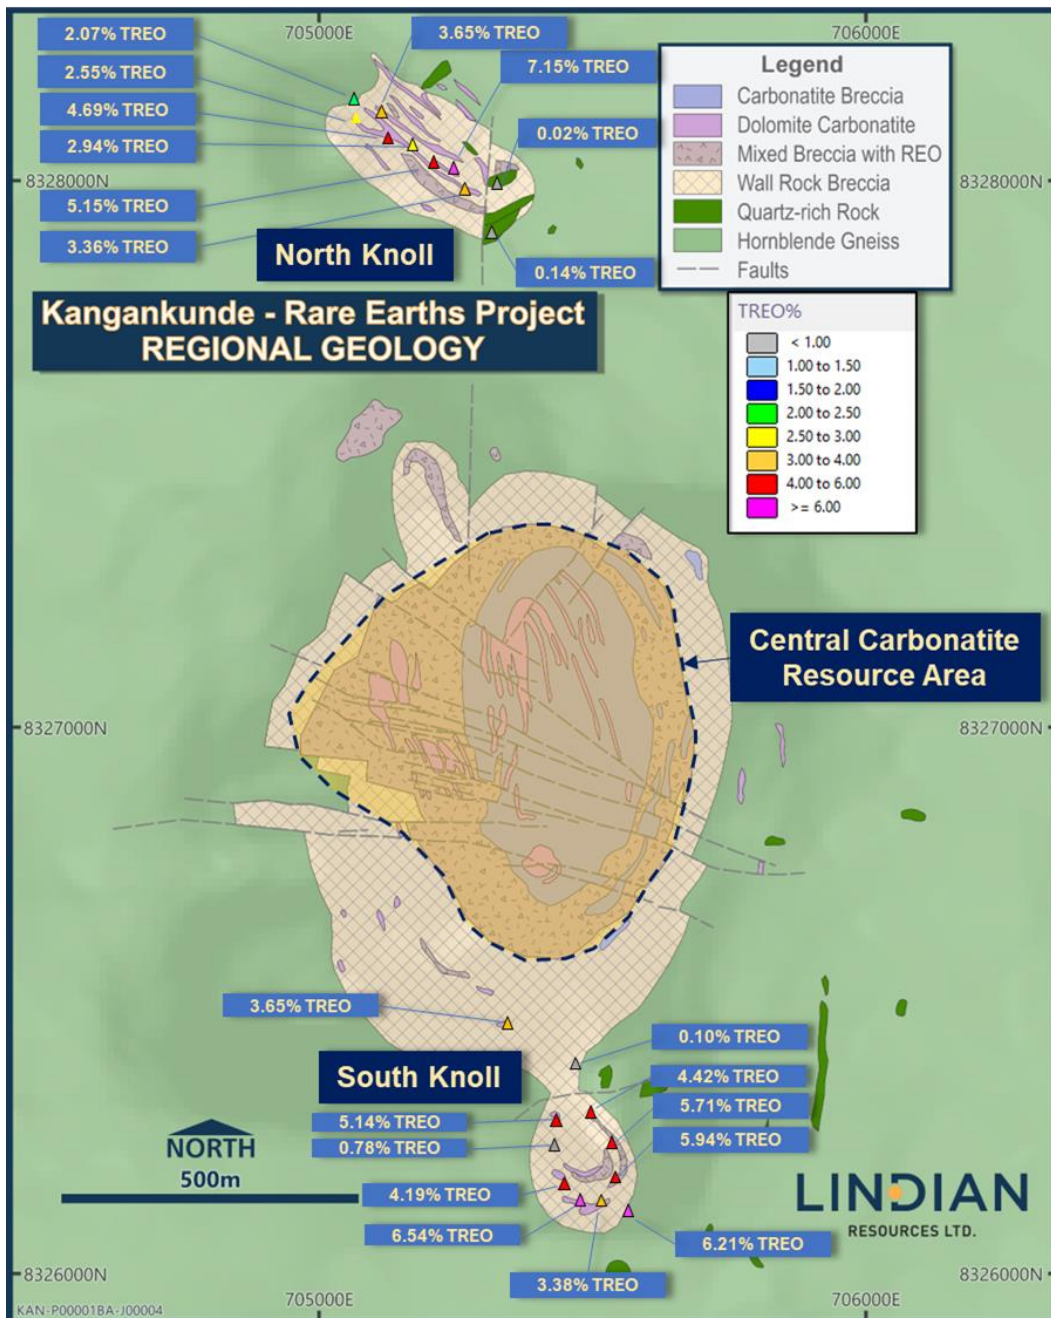 705000E
706000E
2.07% TREO
3.65% TREO
2.55% TREO
7.15% TREO
4.69% TREO
0.02% TREO
2.94% TREO
5.15% TREO
3.36% TREO
0.14% TREO
8328000N
8328000N
North Knoll
Legend
Carbonatite Breccia
Dolomite Carbonatite
Mixed Breccia with REO
Wall Rock Breccia
Quartz-rich Rock
Hornblende Gneiss
Faults
Kangankunde - Rare Earths Project
REGIONAL GEOLOGY
TREO%
< 1.00
1.00 to 1.50
1.50 to 2.00
2.00 to 2.50
2.50 to 3.00
3.00 to 4.00
4.00 to 6.00
>= 6.00
Central Carbonatite
Resource Area
8327000N
8327000N
3.65% TREO
0.10% TREO
South Knoll
4.42% TREO
5.14% TREO
5.71% TREO
0.78% TREO
5.94% TREO
4.19% TREO
6.54% TREO
6.21% TREO
3.38% TREO
NORTH
500m
LINDIAN
RESOURCES LTD.
8326000N
8326000N
705000E
706000E
KAN-P00001BA-J00004